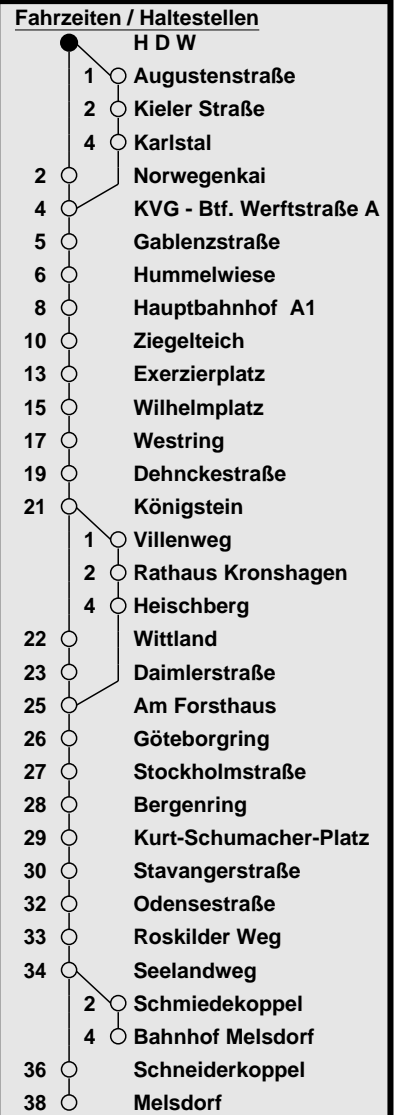 Fahrzeiten / Haltestellen
H D W
1 Augustenstraße
2 Kieler Straße
4 Karlstal
2 Norwegenkai
4 KVG - Btf. Werftstraße A
5 Gablenzstraße
6 Hummelwiese
8 Hauptbahnhof A1
10 Ziegelteich
13 Exerzierplatz
15 Wilhelmplatz
17 Westring
19 Dehnckestraße
21 Königstein
1 Villenweg
2 Rathaus Kronshagen
4 Heischberg
22 Wittland
23 Daimlerstraße
25 Am Forsthaus
26 Göteborgring
27 Stockholmstraße
28 Bergenring
29 Kurt-Schumacher-Platz
30 Stavangerstraße
32 Odensestraße
33 Roskilder Weg
34 Seelandweg
2 Schmiedekoppel
4 Bahnhof Melsdorf
36 Schneiderkoppel
38 Melsdorf